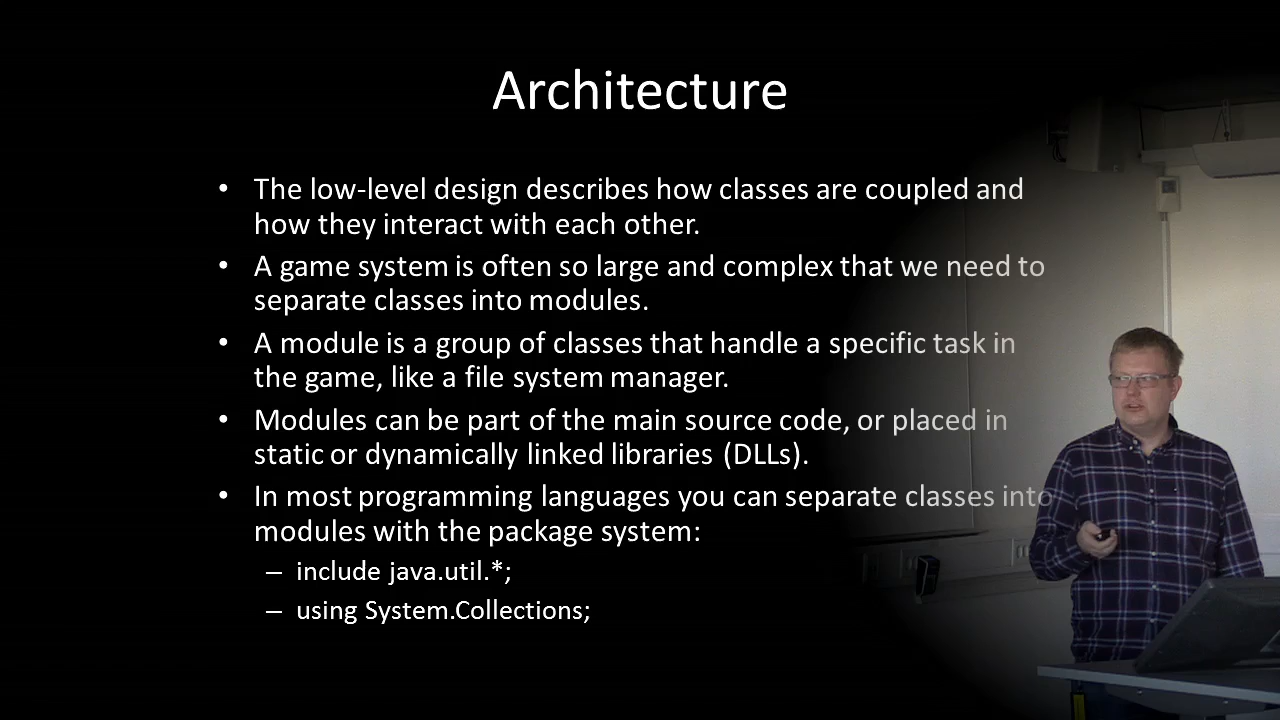 Architecture
• The low-level design describes how classes are coupled and
how they interact with each other.
• A game system is often so large and complex that we need to
separate classes into modules.
• A module is a group of classes that handle a specific task in
the game, like a file system manager.
• Modules can be part of the main source code, or placed in
static or dynamically linked libraries (DLLs).
• In most programming languages you can separate classes into
modules with the package system:
– include java.util.*;
– using System.Collections;